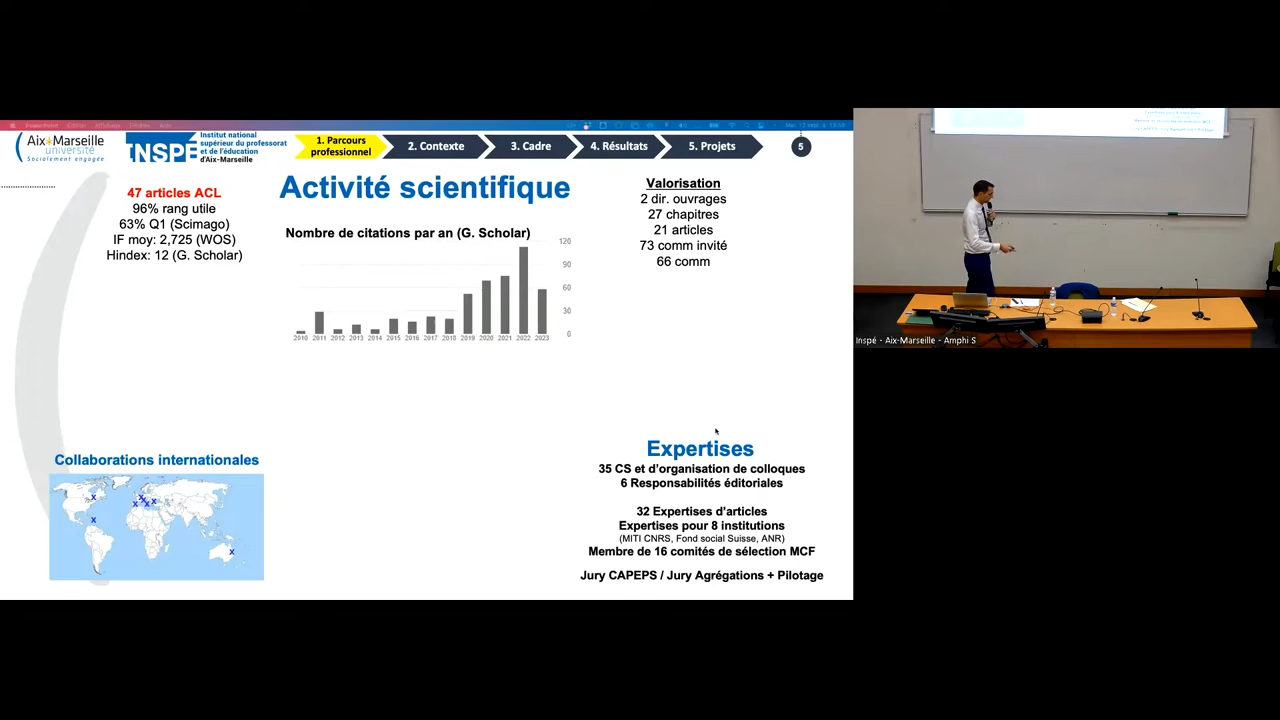 Aix*Marseille
université
Socialement engagée
INSPÉ
Institut national
supérieur du professorat
et de l'éducation
d'Aix-Marseille
1. Parcours
professionnel
2. Contexte
3. Cadre
4. Résultats
5. Projets
5
47 articles ACL
96% rang utile
63% Q1 (Scimago)
IF moy: 2,725 (WOS)
Hindex: 12 (G. Scholar)
Activité scientifique
Nombre de citations par an (G. Scholar)
120
90
60
30
0
2010 2011 2012 2013 2014 2015 2016 2017 2018 2019 2020 2021 2022 2023
Valorisation
2 dir. ouvrages
27 chapitres
21 articles
73 comm invité
66 comm
Collaborations internationales
Expertises
35 CS et d'organisation de colloques
6 Responsabilités éditoriales
32 Expertises d'articles
Expertises pour 8 institutions
(MITI CNRS, Fond social Suisse, ANR)
Membre de 16 comités de sélection MCF
Jury CAPEPS / Jury Agrégations + Pilotage
Inspé - Aix-Marseille - Amphi S